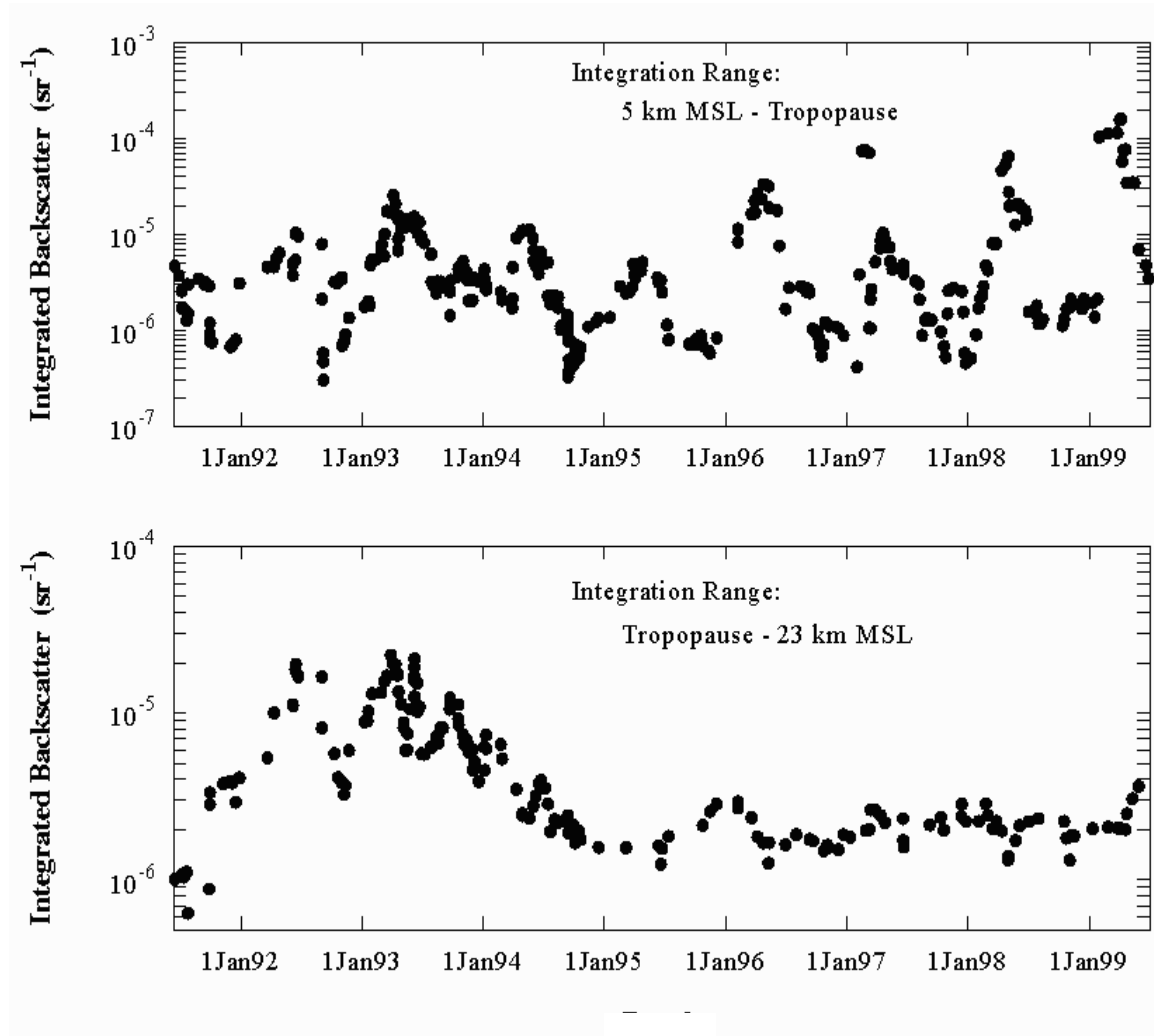 10^-3
10^-4
10^-5
10^-6
10^-7
Integrated Backscatter (sr^-1)
Integration Range:
5 km MSL - Tropopause
1Jan92 1Jan93 1Jan94 1Jan95 1Jan96 1Jan97 1Jan98 1Jan99
10^-4
10^-5
10^-6
Integrated Backscatter (sr^-1)
Integration Range:
Tropopause - 23 km MSL
1Jan92 1Jan93 1Jan94 1Jan95 1Jan96 1Jan97 1Jan98 1Jan99